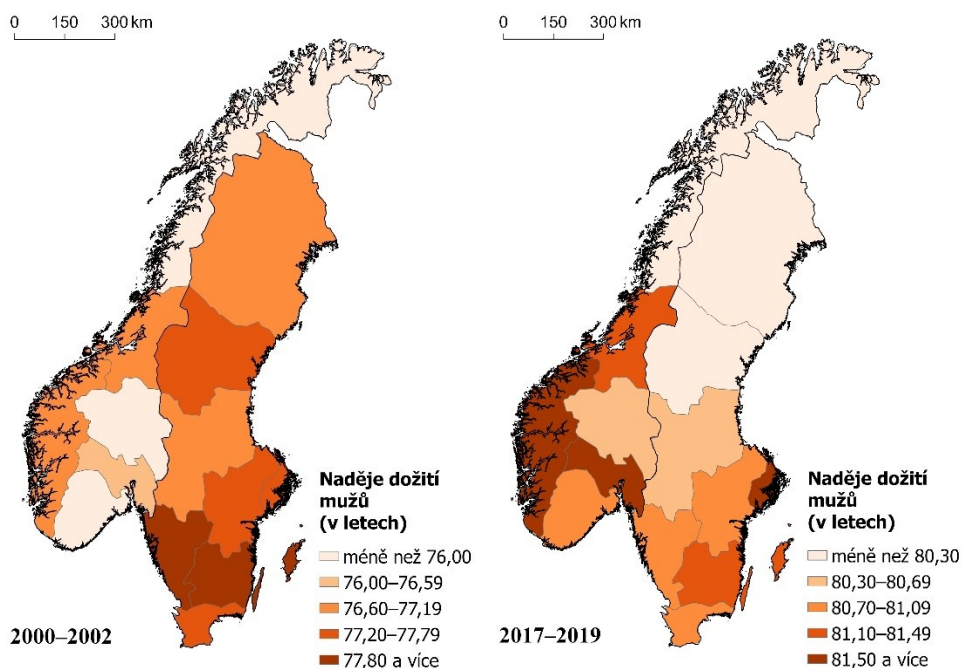 0 150 300 km
Naděje dožití
mužů
(v letech)
méně než 76,00
76,00–76,59
76,60–77,19
77,20–77,79
77,80 a více
2000–2002
0 150 300 km
Naděje dožití
mužů
(v letech)
méně než 80,30
80,30–80,69
80,70–81,09
81,10–81,49
81,50 a více
2017–2019